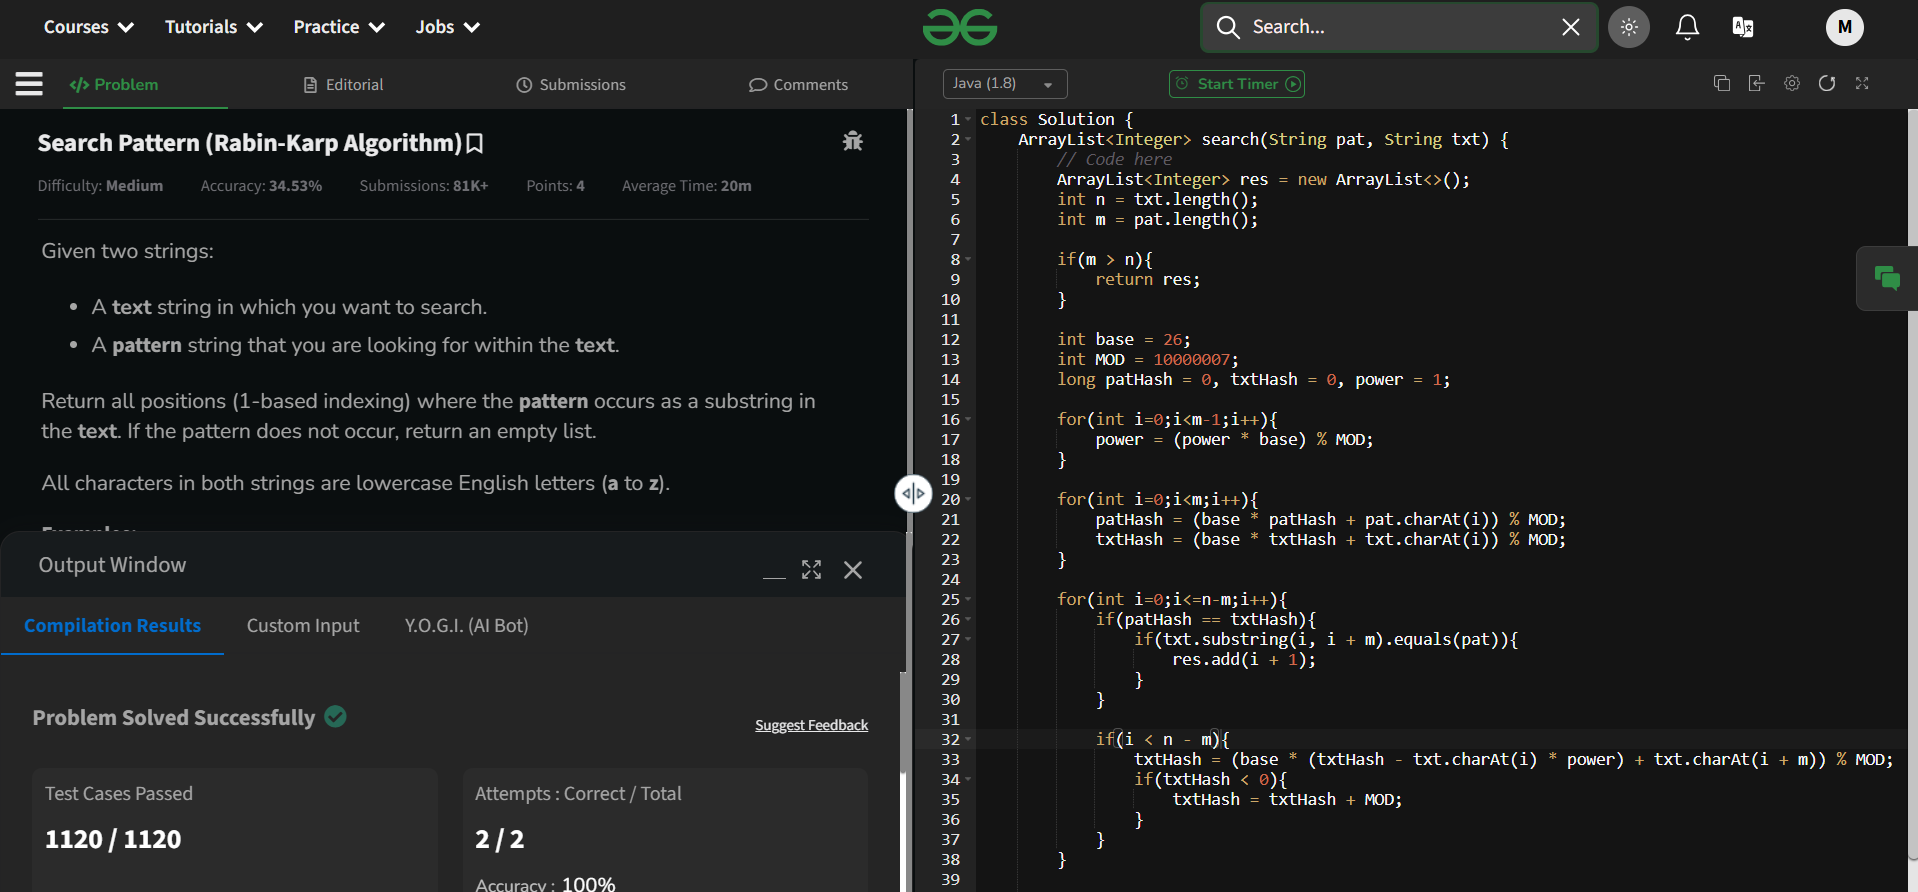 Courses Tutorials Practice Jobs Search... M
Problem Editorial Submissions Comments
Search Pattern (Rabin-Karp Algorithm)
Difficulty: Medium Accuracy: 34.53% Submissions: 81K+ Points: 4 Average Time: 20m
Given two strings:
• A text string in which you want to search.
• A pattern string that you are looking for within the text.
Return all positions (1-based indexing) where the pattern occurs as a substring in
the text. If the pattern does not occur, return an empty list.
All characters in both strings are lowercase English letters (a to z).
Output Window
Compilation Results Custom Input Y.O.G.I. (AI Bot)
Problem Solved Successfully
Suggest Feedback
Test Cases Passed
1120 / 1120
Attempts : Correct / Total
2 / 2
Accuracy : 100%
Java (1.8) Start Timer
1 class Solution {
2 ArrayList<Integer> search(String pat, String txt) {
3 // Code here
4 ArrayList<Integer> res = new ArrayList<>();
5 int n = txt.length();
6 int m = pat.length();
7
8 if(m > n){
9 return res;
10 }
11
12 int base = 26;
13 int MOD = 10000007;
14 long patHash = 0, txtHash = 0, power = 1;
15
16 for(int i=0;i<m-1;i++){
17 power = (power * base) % MOD;
18 }
19
20 for(int i=0;i<m;i++){
21 patHash = (base * patHash + pat.charAt(i)) % MOD;
22 txtHash = (base * txtHash + txt.charAt(i)) % MOD;
23 }
24
25 for(int i=0;i<=n-m;i++){
26 if(patHash == txtHash){
27 if(txt.substring(i, i + m).equals(pat)){
28 res.add(i + 1);
29 }
30 }
31
32 if(i < n - m){
33 txtHash = (base * (txtHash - txt.charAt(i) * power) + txt.charAt(i + m)) % MOD;
34 if(txtHash < 0){
35 txtHash = txtHash + MOD;
36 }
37 }
38 }
39